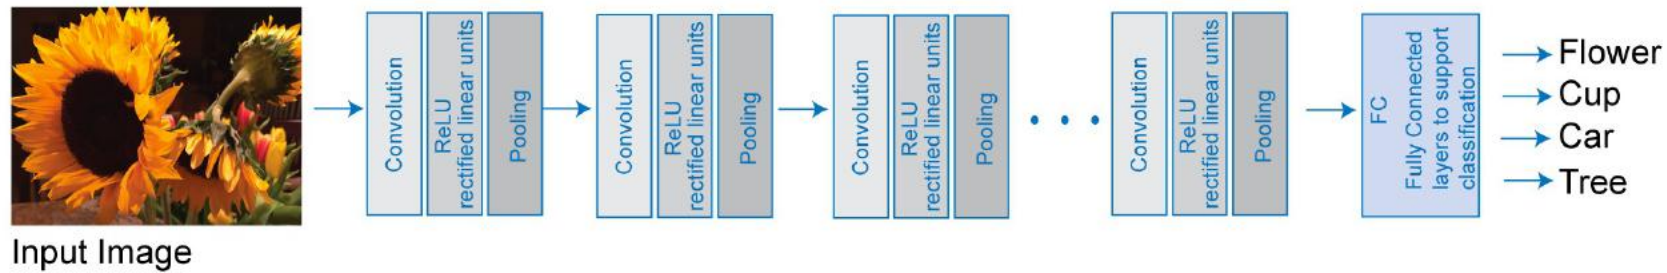 Convolution
ReLU
rectified linear units
Pooling
Convolution
ReLU
rectified linear units
Pooling
Convolution
ReLU
rectified linear units
Pooling
Convolution
ReLU
rectified linear units
Pooling
FC
Fully Connected
layers to support
classification
Flower
Cup
Car
Tree
Input Image